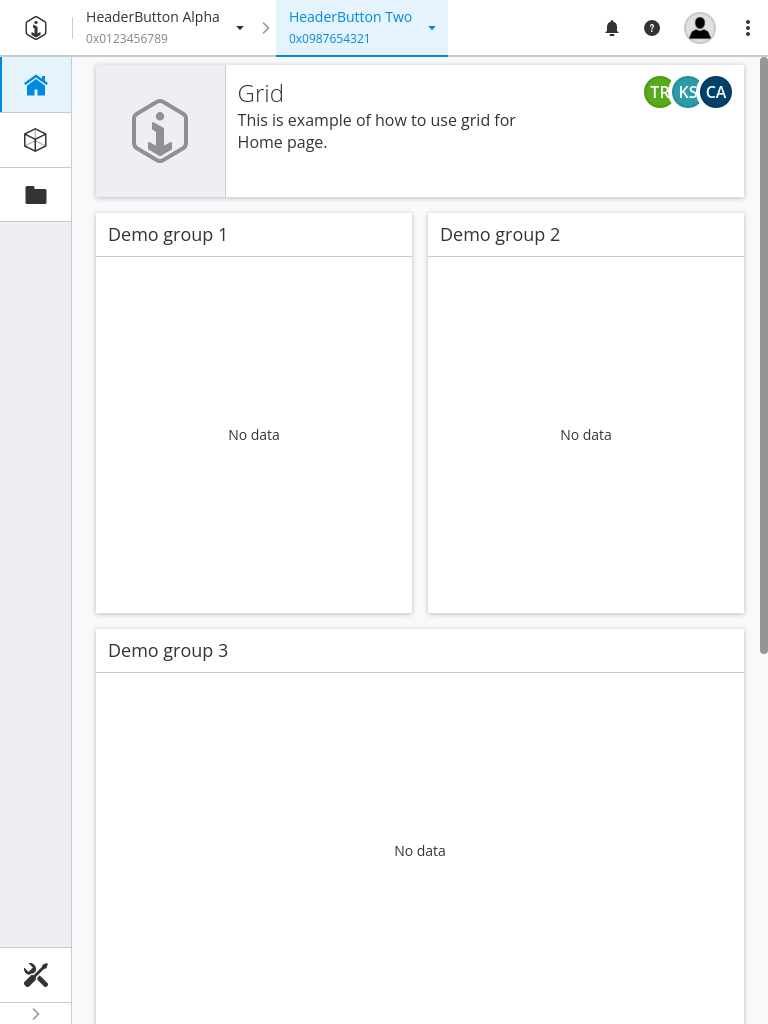 HeaderButton Alpha
0x0123456789
HeaderButton Two
0x0987654321
Grid
This is example of how to use grid for
Home page.
TR
KS
CA
Demo group 1
Demo group 2
No data
No data
Demo group 3
No data